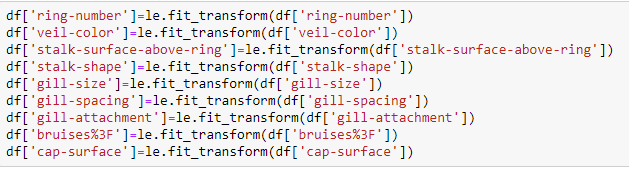 df['ring-number']=le.fit_transform(df['ring-number'])
df['veil-color']=le.fit_transform(df['veil-color'])
df['stalk-surface-above-ring']=le.fit_transform(df['stalk-surface-above-ring'])
df['stalk-shape']=le.fit_transform(df['stalk-shape'])
df['gill-size']=le.fit_transform(df['gill-size'])
df['gill-spacing']=le.fit_transform(df['gill-spacing'])
df['gill-attachment']=le.fit_transform(df['gill-attachment'])
df['bruises%3F']=le.fit_transform(df['bruises%3F'])
df['cap-surface']=le.fit_transform(df['cap-surface'])